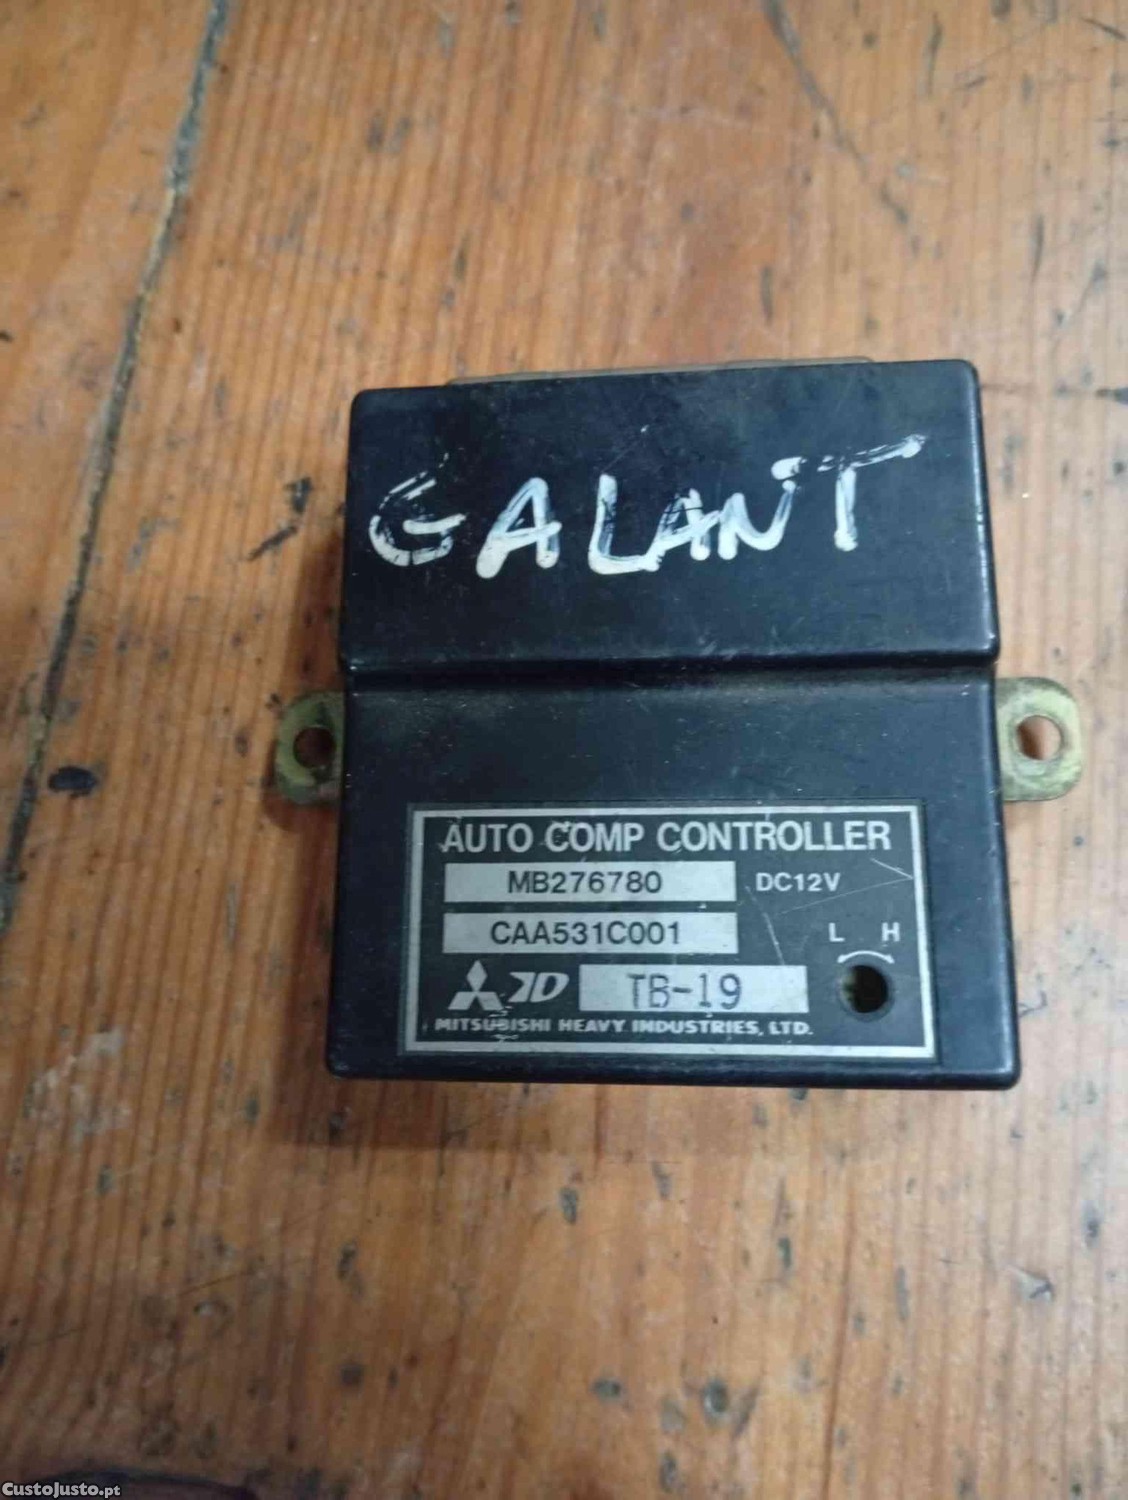 GALANT
AUTO COMP CONTROLLER
MB276780 DC12V
CAA531C001
L H
TB-19
MITSUBISHI HEAVY INDUSTRIES, LTD.
CustoJusto.pt